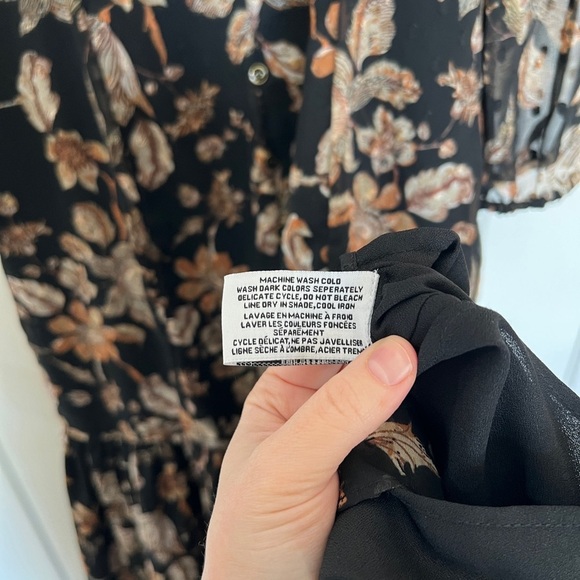 MACHINE WASH COLD
WASH DARK COLORS SEPERATELY
DELICATE CYCLE, DO NOT BLEACH
LINE DRY IN SHADE, COOL IRON
LAVAGE EN MACHINE À FROID
LAVER LES COULEURS FONCÉES
SÉPARÉMENT
CYCLE DÉLICAT, NE PAS JAVELLISER
LIGNE SÈCHE À L'OMBRE, ACIER TREM